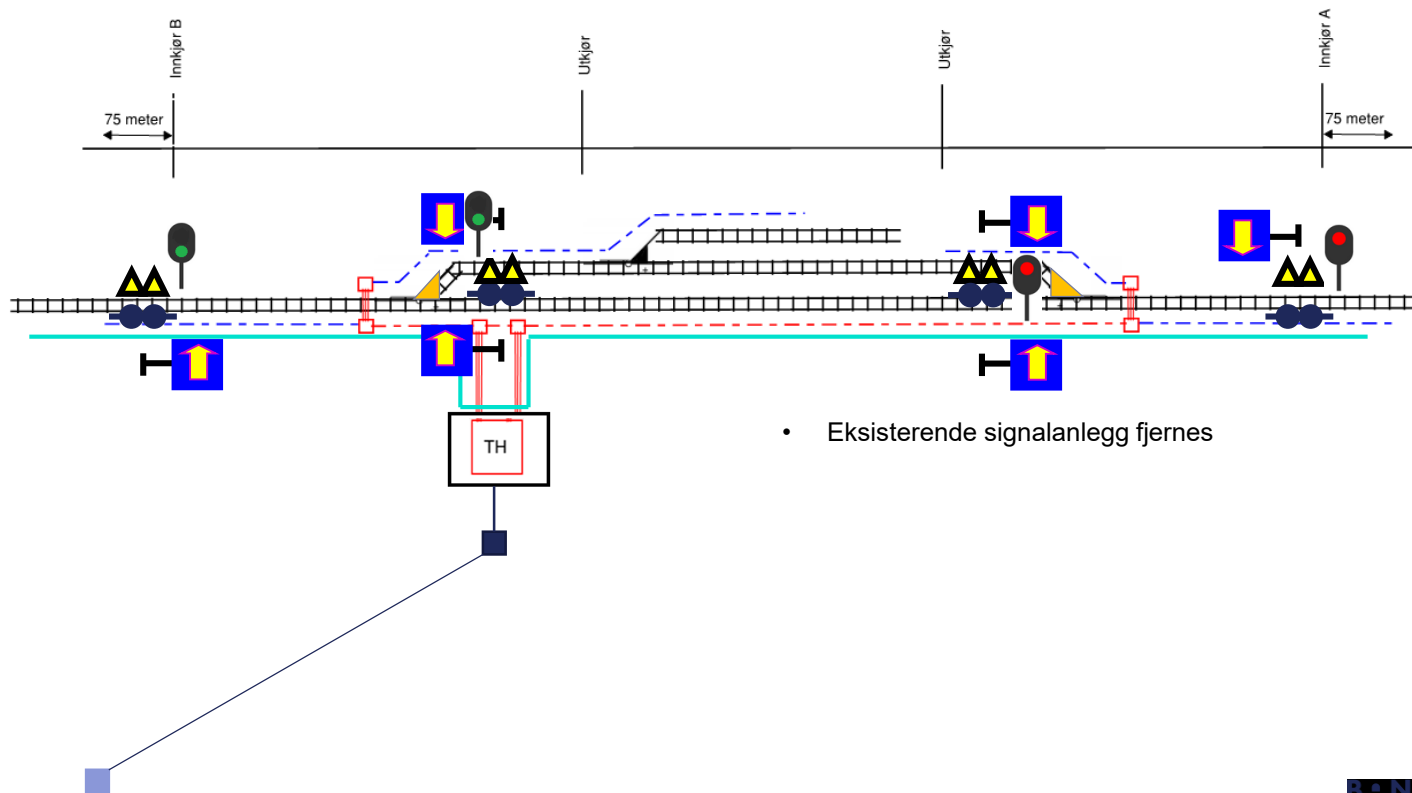 Innkjør B
Utkjør
Utkjør
Innkjør A
75 meter
75 meter
TH
• Eksisterende signalanlegg fjernes